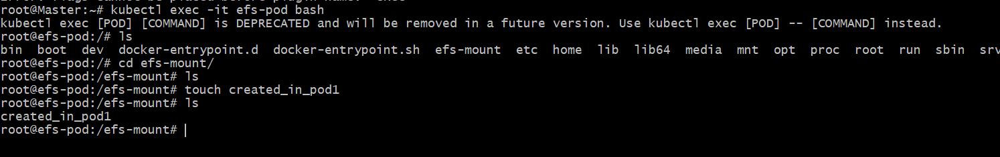 root@Master:~# kubectl exec -it efs-pod bash
kubectl exec [POD] [COMMAND] is DEPRECATED and will be removed in a future version. Use kubectl exec [POD] -- [COMMAND] instead.
root@efs-pod:/# ls
bin  boot  dev  docker-entrypoint.d  docker-entrypoint.sh  efs-mount  etc  home  lib  lib64  media  mnt  opt  proc  root  run  sbin  srv
root@efs-pod:/# cd efs-mount/
root@efs-pod:/efs-mount# ls
root@efs-pod:/efs-mount# touch created_in_pod1
root@efs-pod:/efs-mount# ls
created_in_pod1
root@efs-pod:/efs-mount#